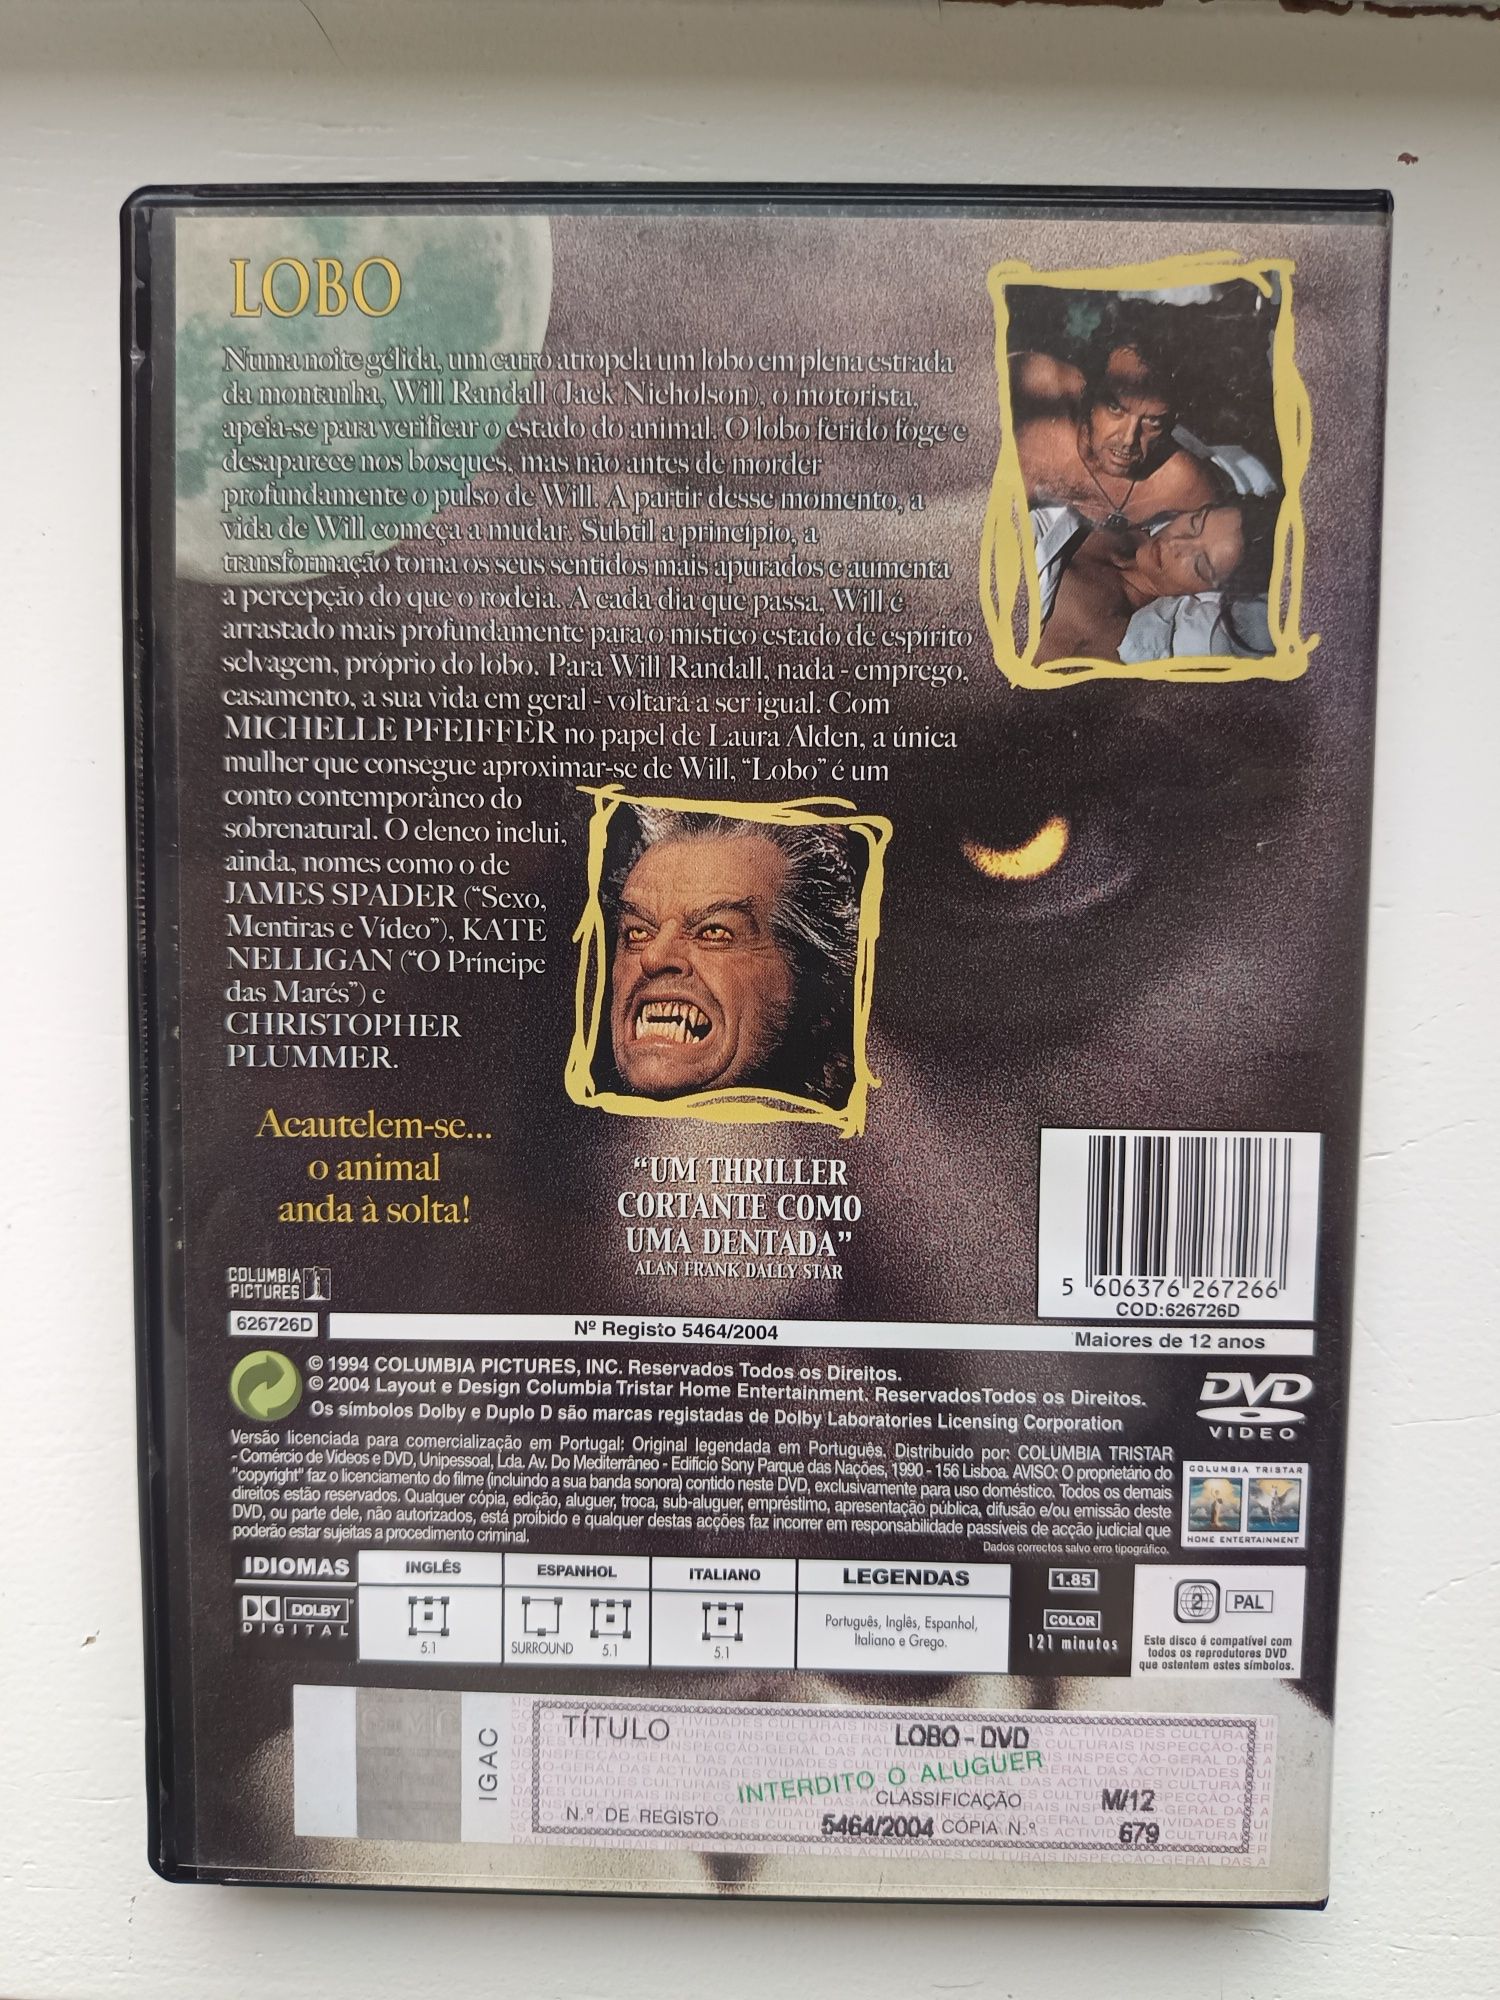 LOBO
Numa noite gélida, um carro atropela um lobo em plena estrada
da montanha, Will Randall (Jack Nicholson), o motorista,
apeia-se para verificar o estado do animal. O lobo ferido foge e
desaparece nos bosques, mas não antes de morder
profundamente o pulso de Will. A partir desse momento, a
vida de Will começa a mudar. Subtil a princípio, a
transformação torna os seus sentidos mais apurados e aumenta
a percepção do que o rodeia. A cada dia que passa, Will é
arrastado mais profundamente para o místico estado de espírito
selvagem, próprio do lobo. Para Will Randall, nada - emprego,
casamento, a sua vida em geral - voltará a ser igual. Com
MICHELLE PFEIFFER no papel de Laura Alden, a única
mulher que consegue aproximar-se de Will, “Lobo” é um
conto contemporâneo do
sobrenatural. O elenco inclui,
ainda, nomes como o de
JAMES SPADER (“Sexo,
Mentiras e Vídeo”), KATE
NELLIGAN (“O Príncipe
das Marés”) e
CHRISTOPHER
PLUMMER.
Acautelem-se...
o animal
anda à solta!
“UM THRILLER
CORTANTE COMO
UMA DENTADA”
ALAN FRANK DALLY STAR
COLUMBIA
PICTURES
5 606376 267266
COD:626726D
626726D
Nº Registo 5464/2004
Maiores de 12 anos
© 1994 COLUMBIA PICTURES, INC. Reservados Todos os Direitos.
© 2004 Layout e Design Columbia Tristar Home Entertainment. ReservadosTodos os Direitos.
Os símbolos Dolby e Duplo D são marcas registadas de Dolby Laboratories Licensing Corporation
DVD
VIDEO
Versão licenciada para comercialização em Portugal: Original legendada em Português. Distribuido por: COLUMBIA TRISTAR
- Comércio de Vídeos e DVD, Unipessoal, Lda. Av. Do Mediterrâneo - Edifício Sony Parque das Nações, 1990 - 156 Lisboa. AVISO: O proprietário do
"copyright" faz o licenciamento do filme (incluindo a sua banda sonora) contido neste DVD, exclusivamente para uso doméstico. Todos os demais
direitos estão reservados. Qualquer cópia, edição, aluguer, troca, sub-aluguer, empréstimo, apresentação pública, difusão e/ou emissão deste
DVD, ou parte dele, não autorizados, está proibido e qualquer destas acções faz incorrer em responsabilidade passíveis de acção judicial que
poderão estar sujeitas a procedimento criminal.
Dados correctos salvo erro tipográfico.
COLUMBIA TRISTAR
HOME ENTERTAINMENT
IDIOMAS
DOLBY
DIGITAL
INGLÊS
5.1
ESPANHOL
SURROUND 5.1
ITALIANO
5.1
LEGENDAS
Português, Inglês, Espanhol,
Italiano e Grego.
1.85
COLOR
121 minutos
2 PAL
Este disco é compatível com
todos os reprodutores DVD
que ostentem estes símbolos.
IGAC
TÍTULO LOBO - DVD
INTERDITO O ALUGUER
CLASSIFICAÇÃO M/12
N.º DE REGISTO 5464/2004 CÓPIA N.º 679